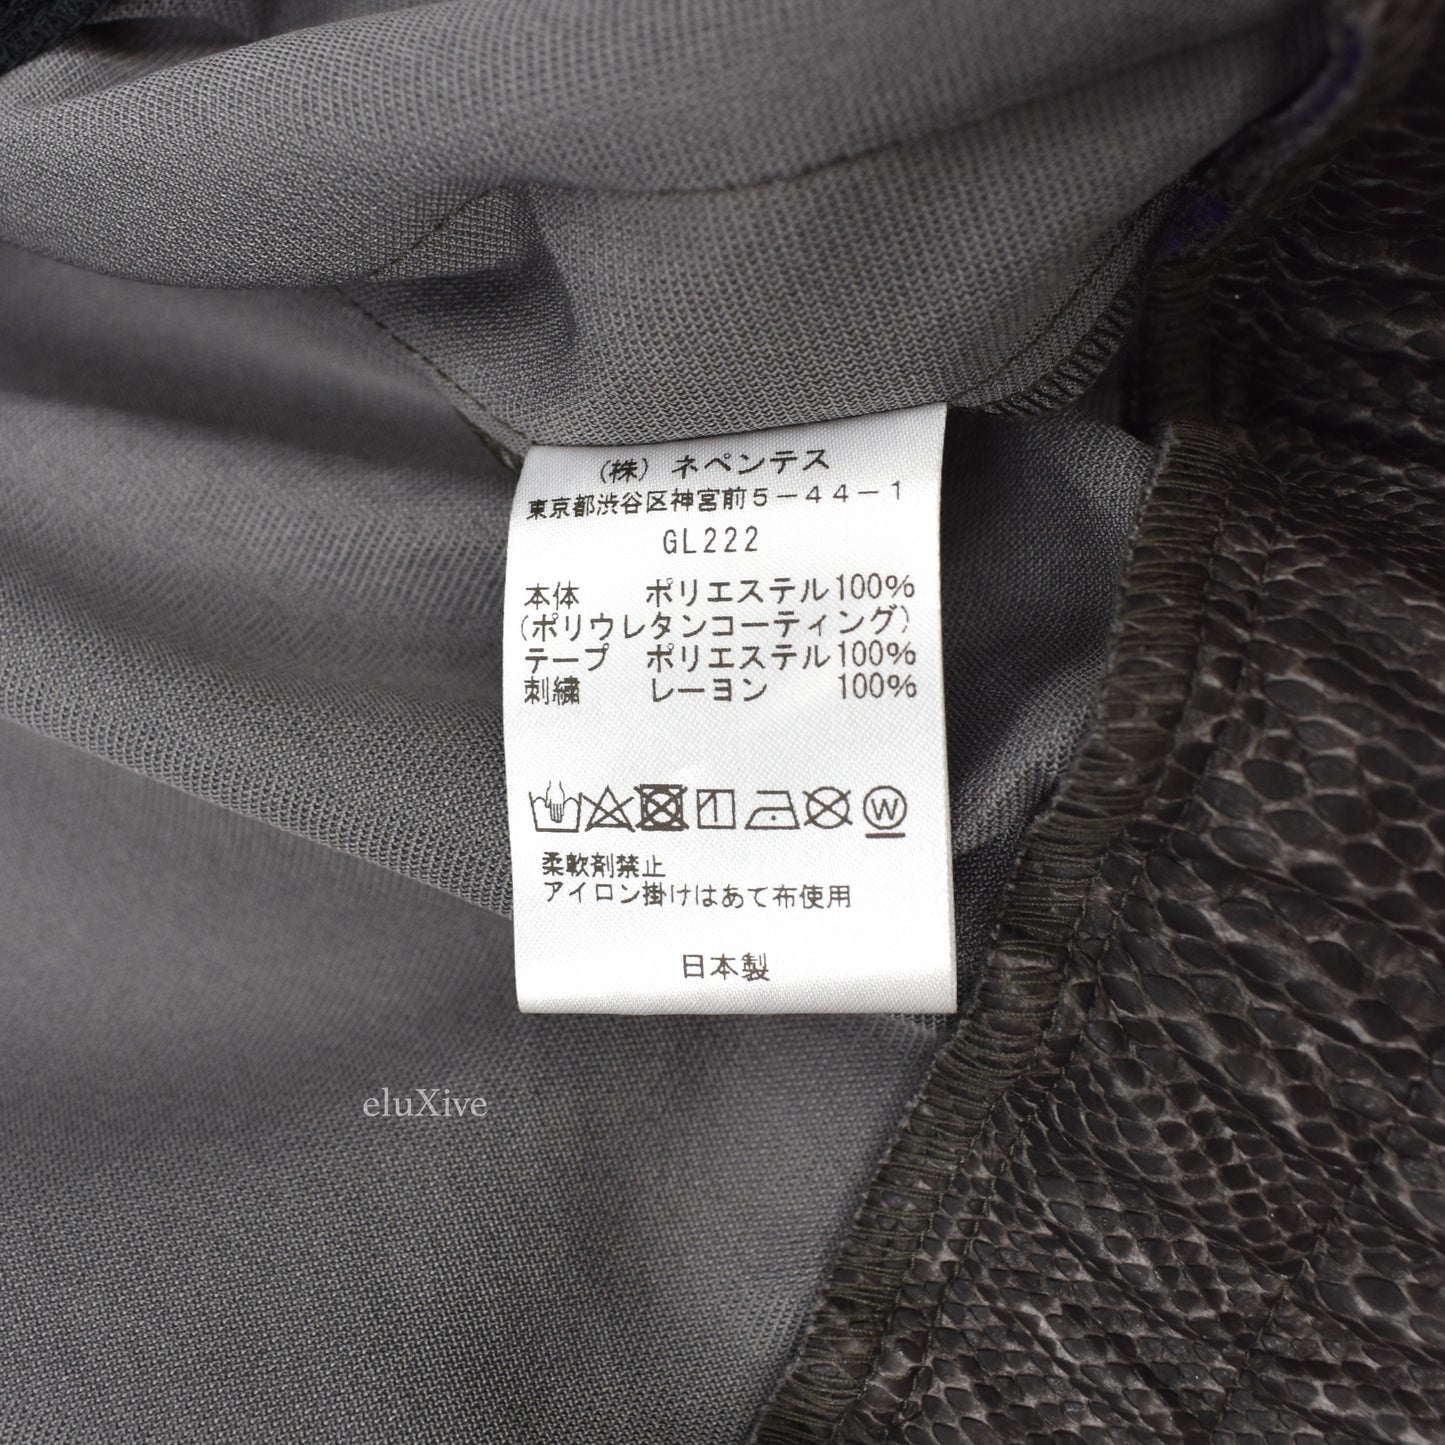 (株) ネペンテス
東京都渋谷区神宮前5-44-1
GL222
本体 ポリエステル100%
(ポリウレタンコーティング)
テープ ポリエステル100%
刺繍 レーヨン 100%
W
柔軟剤禁止
アイロン掛けはあて布使用
日本製
eluXive